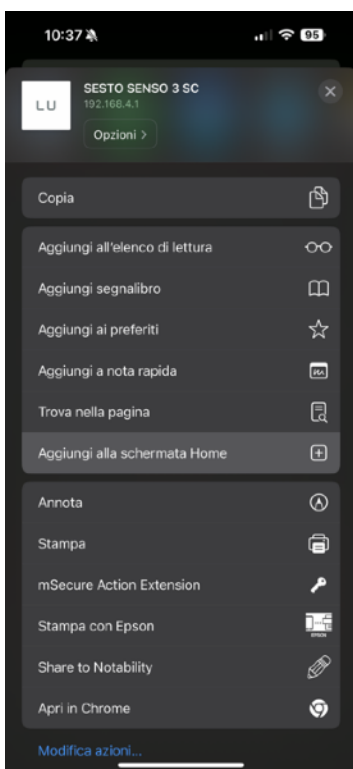 10:37
95
SESTO SENSO 3 SC
LU
192.168.4.1
Opzioni >
Copia
Aggiungi all'elenco di lettura
Aggiungi segnalibro
Aggiungi ai preferiti
Aggiungi a nota rapida
Trova nella pagina
Aggiungi alla schermata Home
Annota
Stampa
mSecure Action Extension
Stampa con Epson
EPSON
Share to Notability
Apri in Chrome
Modifica azioni...